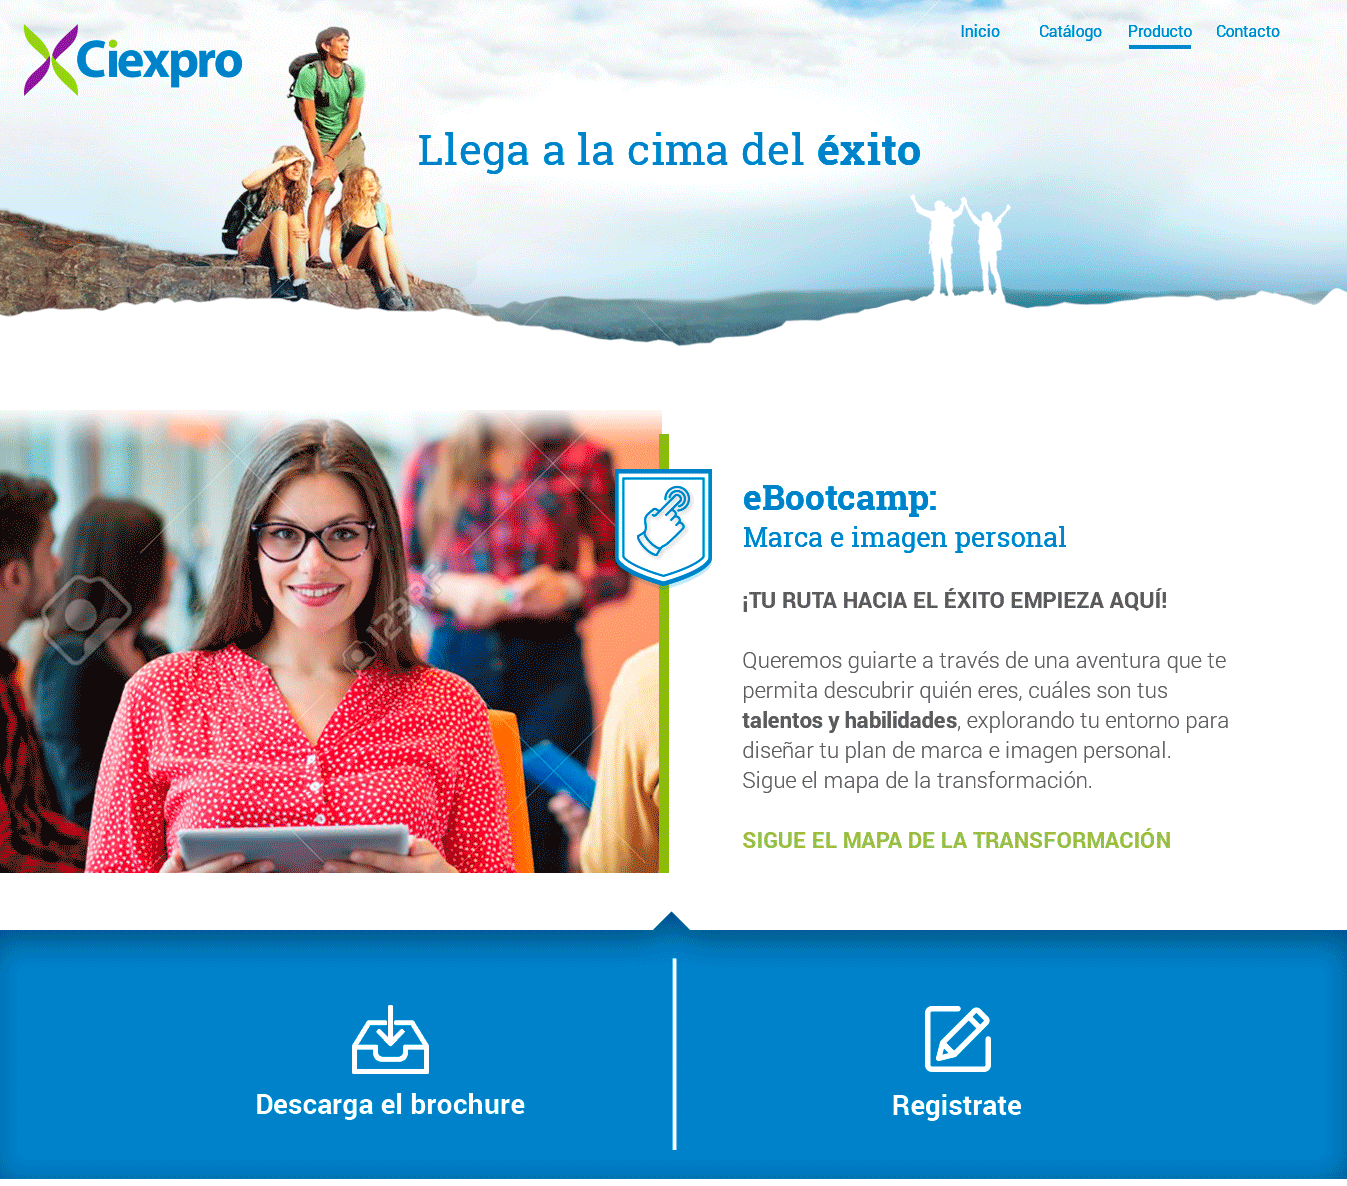 Ciexpro
Inicio Catálogo Producto Contacto
Llega a la cima del éxito
123RF
eBootcamp:
Marca e imagen personal
¡TU RUTA HACIA EL ÉXITO EMPIEZA AQUÍ!
Queremos guiarte a través de una aventura que te
permita descubrir quién eres, cuáles son tus
talentos y habilidades, explorando tu entorno para
diseñar tu plan de marca e imagen personal.
Sigue el mapa de la transformación.
SIGUE EL MAPA DE LA TRANSFORMACIÓN
Descarga el brochure
Registrate